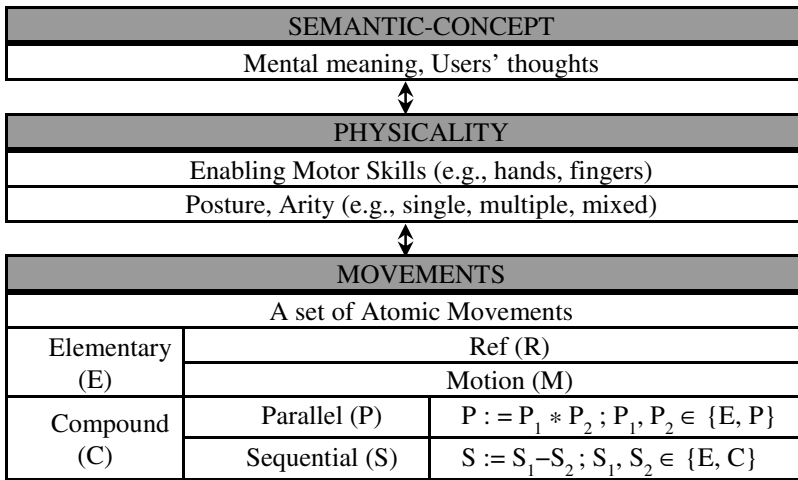 SEMANTIC-CONCEPT
Mental meaning, Users' thoughts
PHYSICALITY
Enabling Motor Skills (e.g., hands, fingers)
Posture, Arity (e.g., single, multiple, mixed)
MOVEMENTS
A set of Atomic Movements
Elementary
(E)
Ref (R)
Motion (M)
Compound
(C)
Parallel (P)
P : = P₁ * P₂ ; P₁, P₂ ∈ {E, P}
Sequential (S)
S := S₁–S₂ ; S₁, S₂ ∈ {E, C}